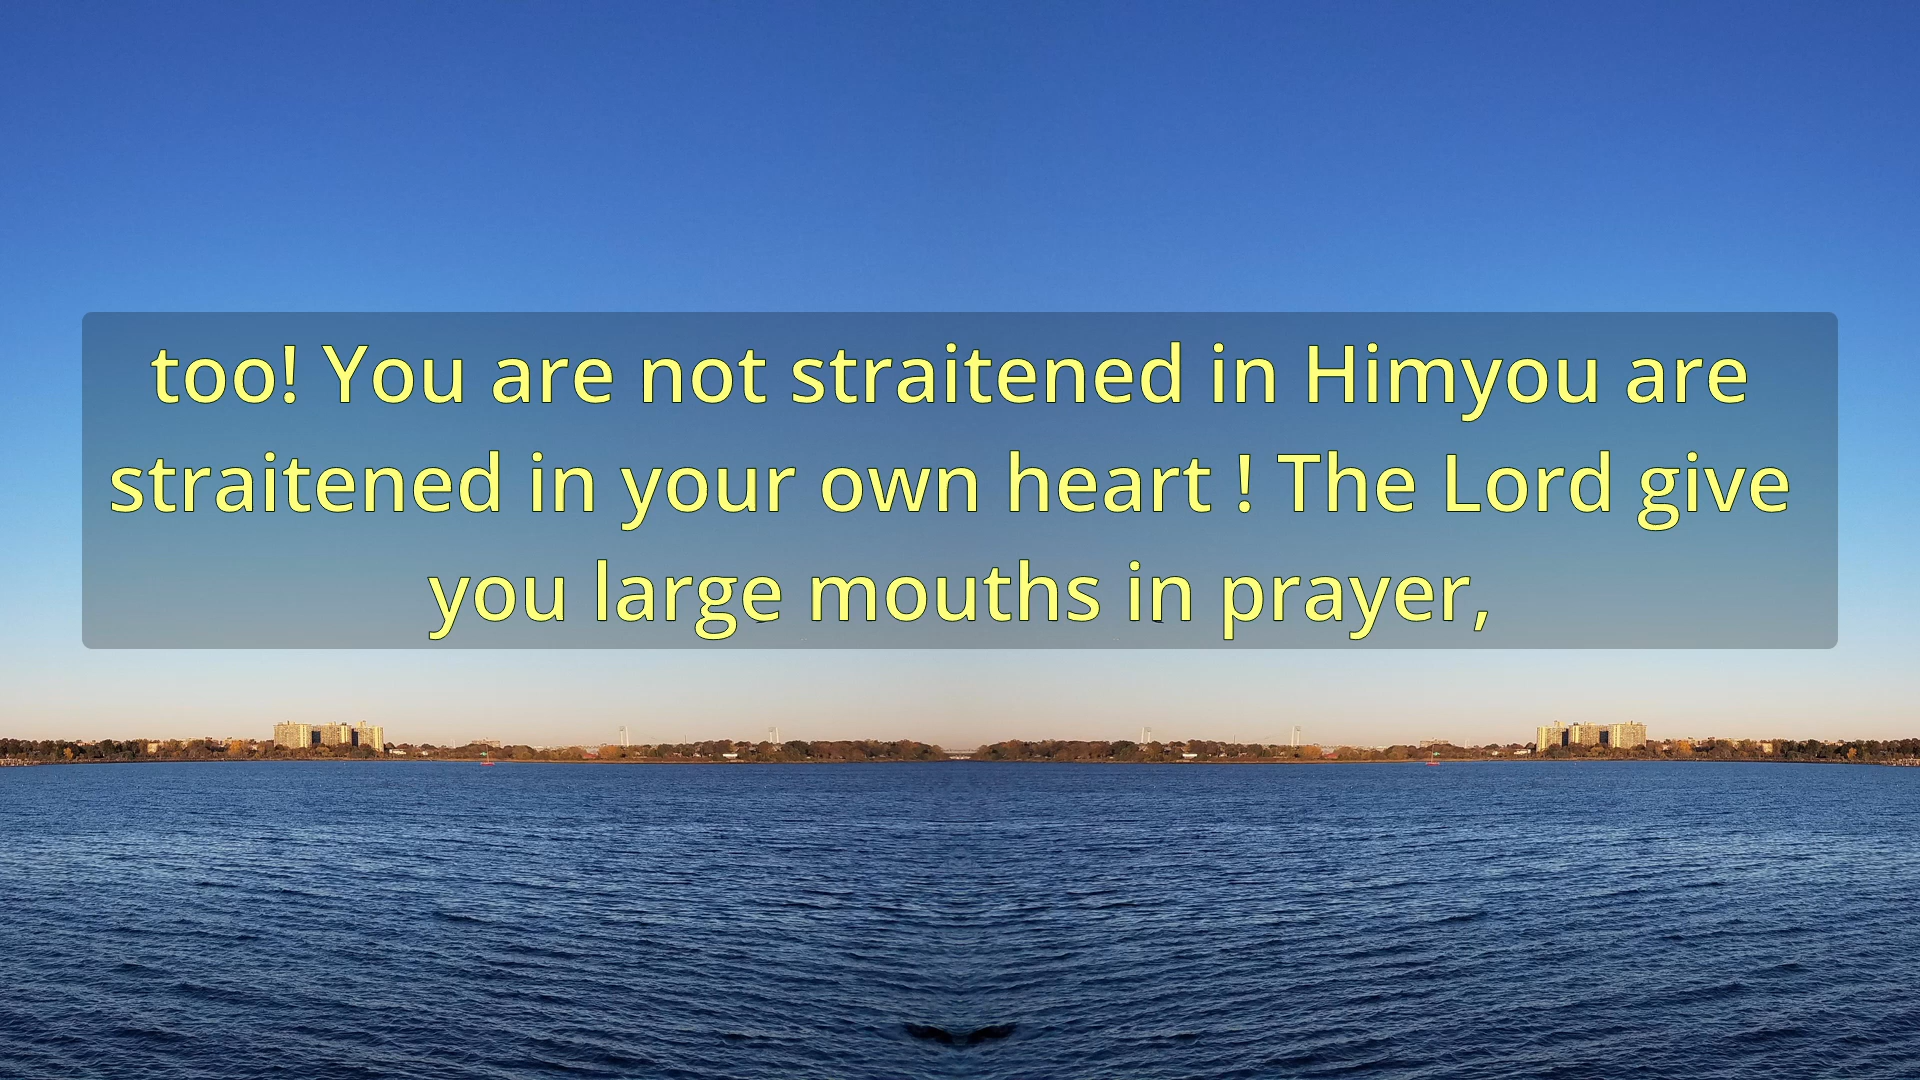 too! You are not straitened in Himyou are
straitened in your own heart ! The Lord give
you large mouths in prayer,